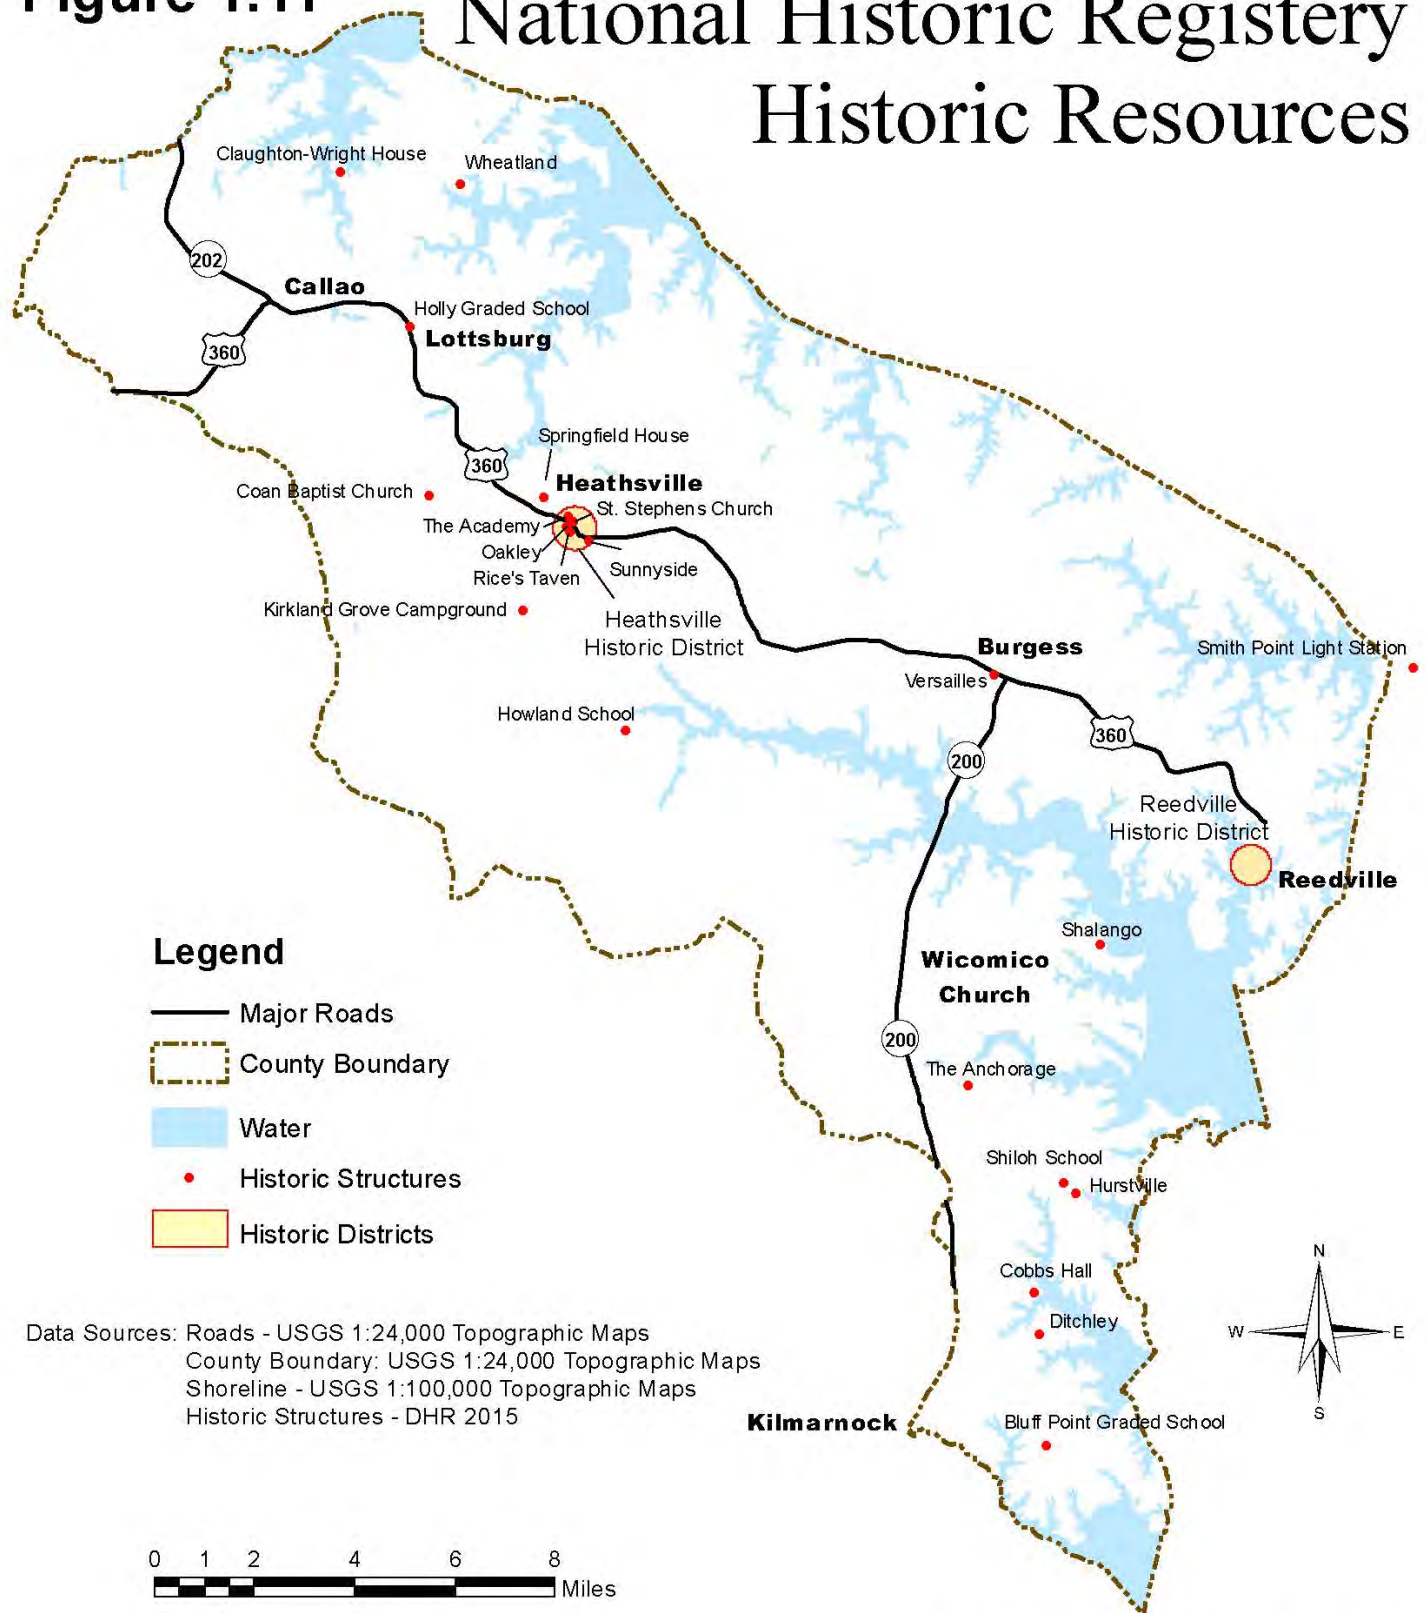 National Historic Registery
Historic Resources
Claughton-Wright House
Wheatland
202
Callao
Holly Graded School
Lottsburg
360
Springfield House
360
Heathsville
Coan Baptist Church
St. Stephens Church
The Academy
Oakley
Rice's Taven
Sunnyside
Kirkland Grove Campground
Heathsville
Historic District
Burgess
Smith Point Light Station
Versailles
Howland School
360
200
Reedville
Historic District
Reedville
Shalango
Wicomico
Church
200
The Anchorage
Shiloh School
Hurstville
Cobbs Hall
Ditchley
Kilmarnock
Bluff Point Graded School
Legend
Major Roads
County Boundary
Water
Historic Structures
Historic Districts
Data Sources: Roads - USGS 1:24,000 Topographic Maps
County Boundary: USGS 1:24,000 Topographic Maps
Shoreline - USGS 1:100,000 Topographic Maps
Historic Structures - DHR 2015
N
W E
S
0 1 2 4 6 8
Miles